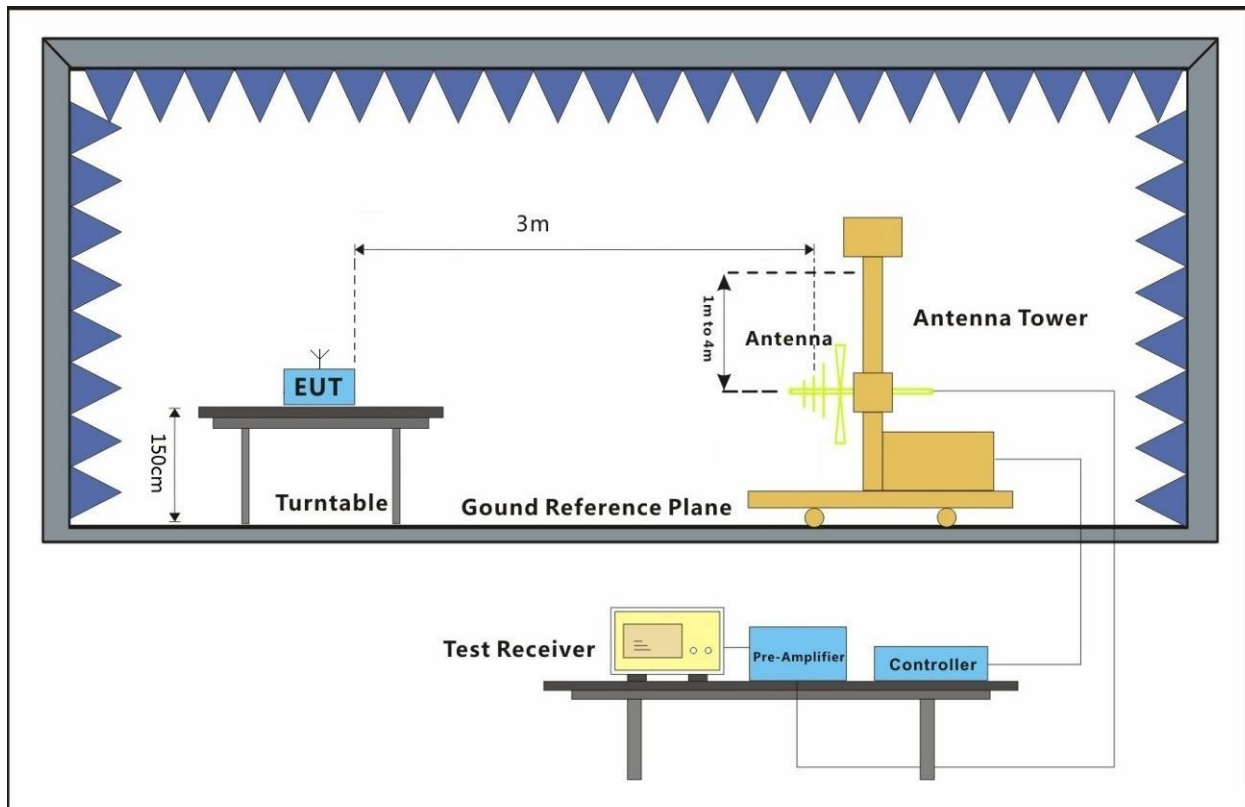 3m
1m to 4m
Antenna Tower
Antenna
EUT
150cm
Turntable
Gound Reference Plane
Test Receiver
Pre-Amplifier
Controller